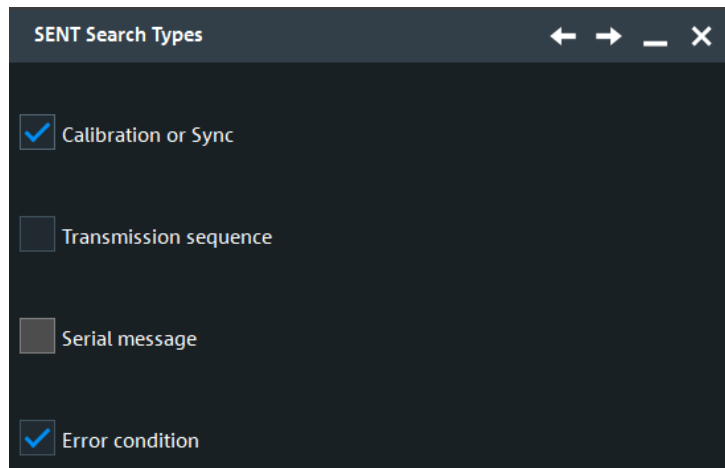 SENT Search Types
Calibration or Sync
Transmission sequence
Serial message
Error condition